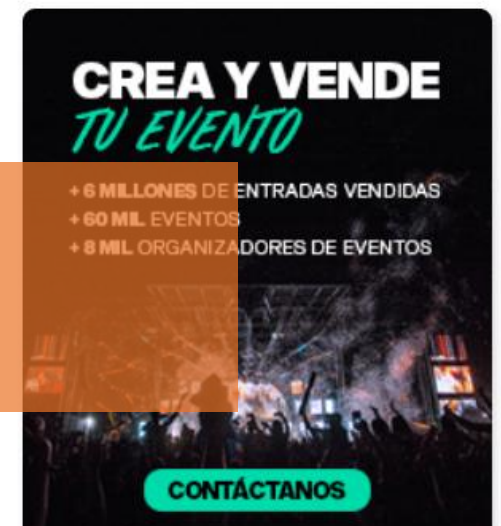 CREA Y VENDE
TU EVENTO
+ 6 MILLONES DE ENTRADAS VENDIDAS
+ 60 MIL EVENTOS
+ 8 MIL ORGANIZADORES DE EVENTOS
CONTÁCTANOS